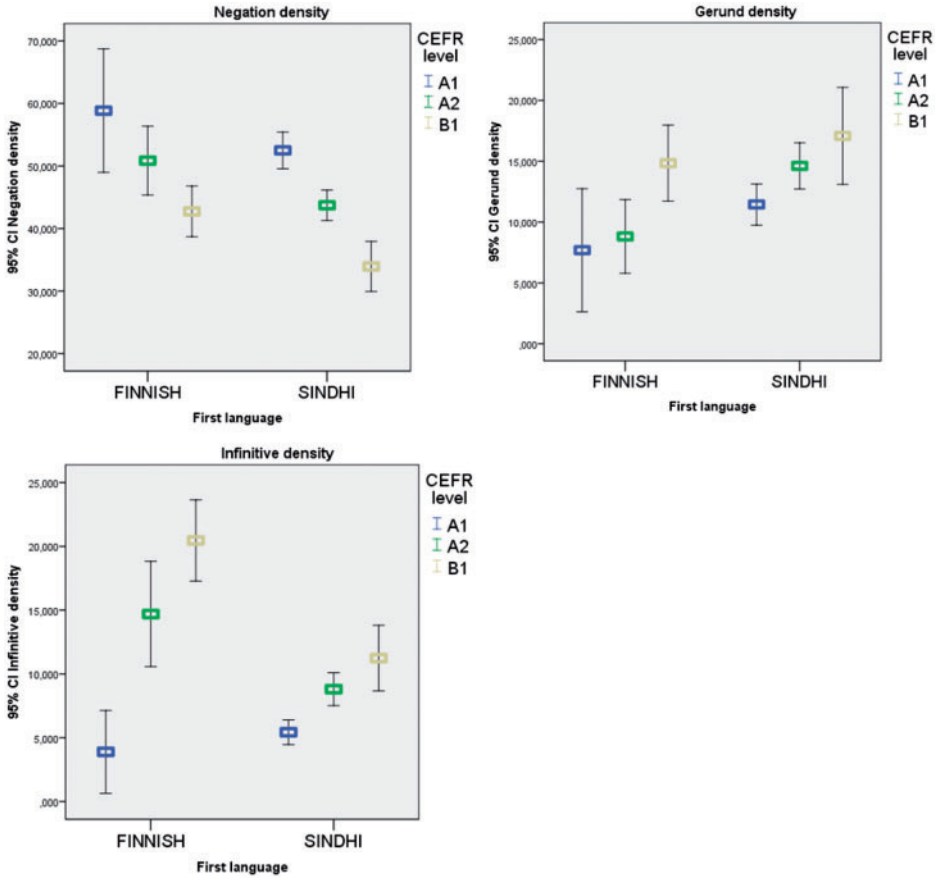 Negation density
95% CI Negation density
70,000
60,000
50,000
40,000
30,000
20,000
FINNISH
SINDHI
First language
CEFR
level
A1
A2
B1
Gerund density
95% CI Gerund density
25,000
20,000
15,000
10,000
5,000
,000
FINNISH
SINDHI
First language
CEFR
level
A1
A2
B1
Infinitive density
95% CI Infinitive density
25,000
20,000
15,000
10,000
5,000
,000
FINNISH
SINDHI
First language
CEFR
level
A1
A2
B1